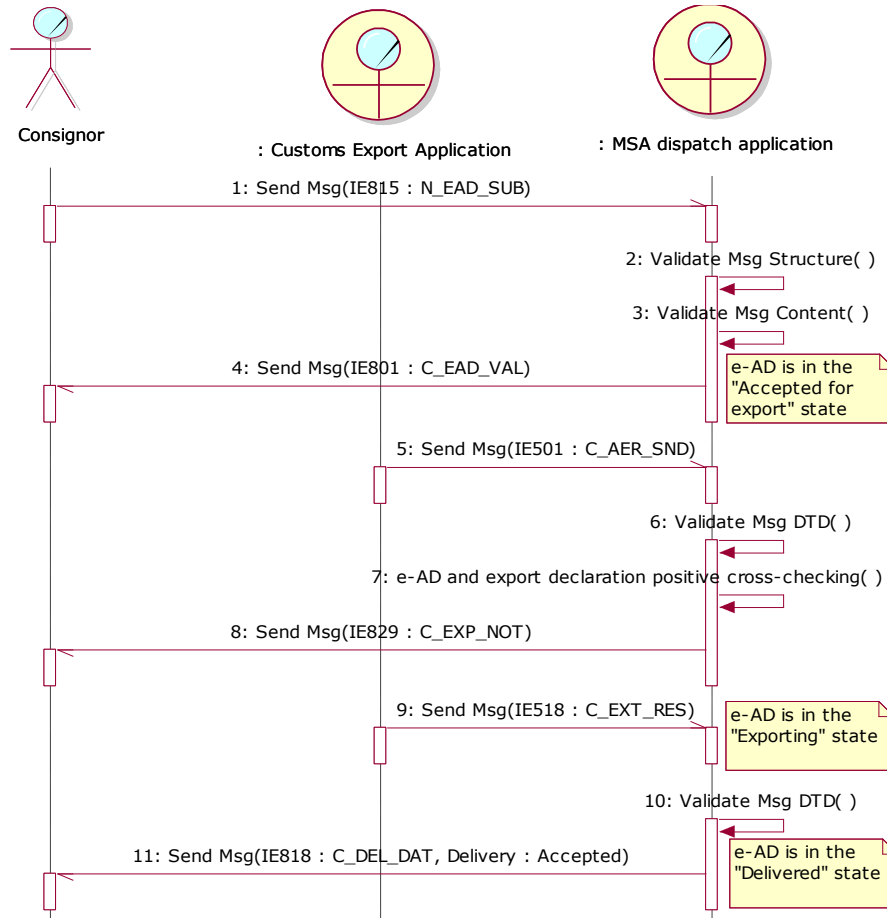 Consignor
: Customs Export Application
: MSA dispatch application
1: Send Msg(IE815 : N_EAD_SUB)
2: Validate Msg Structure( )
3: Validate Msg Content( )
4: Send Msg(IE801 : C_EAD_VAL)
e-AD is in the
"Accepted for
export" state
5: Send Msg(IE501 : C_AER_SND)
6: Validate Msg DTD( )
7: e-AD and export declaration positive cross-checking( )
8: Send Msg(IE829 : C_EXP_NOT)
9: Send Msg(IE518 : C_EXT_RES)
e-AD is in the
"Exporting" state
10: Validate Msg DTD( )
11: Send Msg(IE818 : C_DEL_DAT, Delivery : Accepted)
e-AD is in the
"Delivered" state